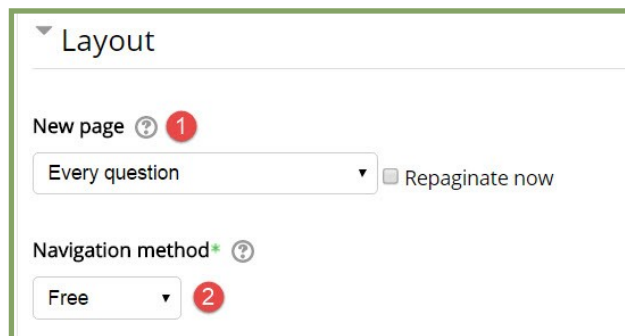 Layout
New page 1
Every question Repaginate now
Navigation method*
Free 2